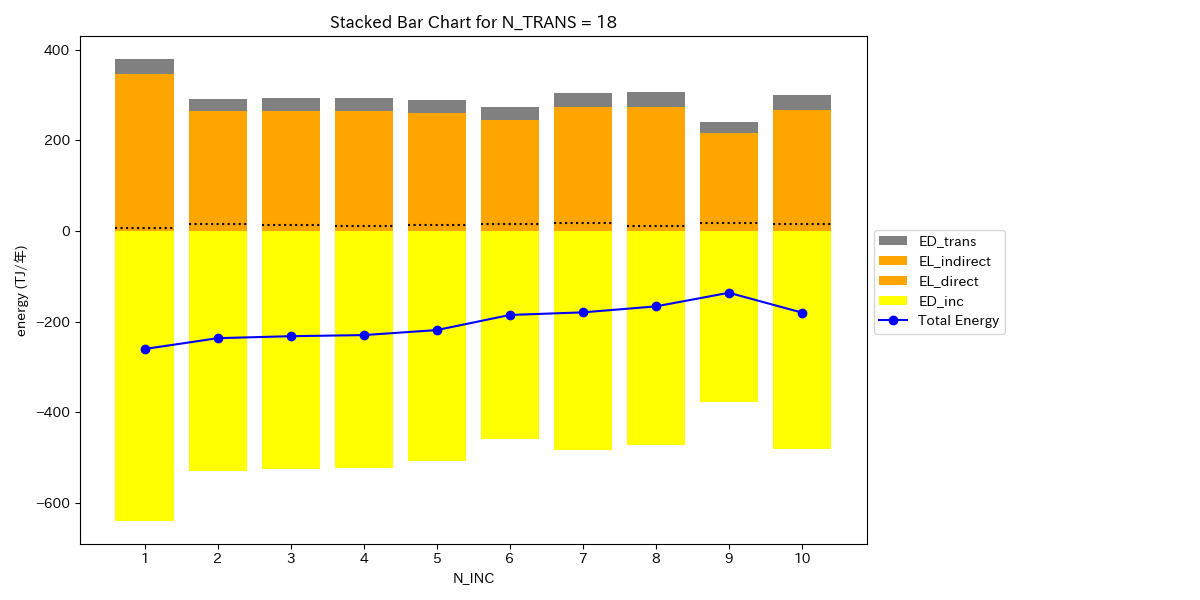 Stacked Bar Chart for N_TRANS = 18
energy (TJ/年)
400
200
0
−200
−400
−600
1 2 3 4 5 6 7 8 9 10
N_INC
ED_trans
EL_indirect
EL_direct
ED_inc
Total Energy